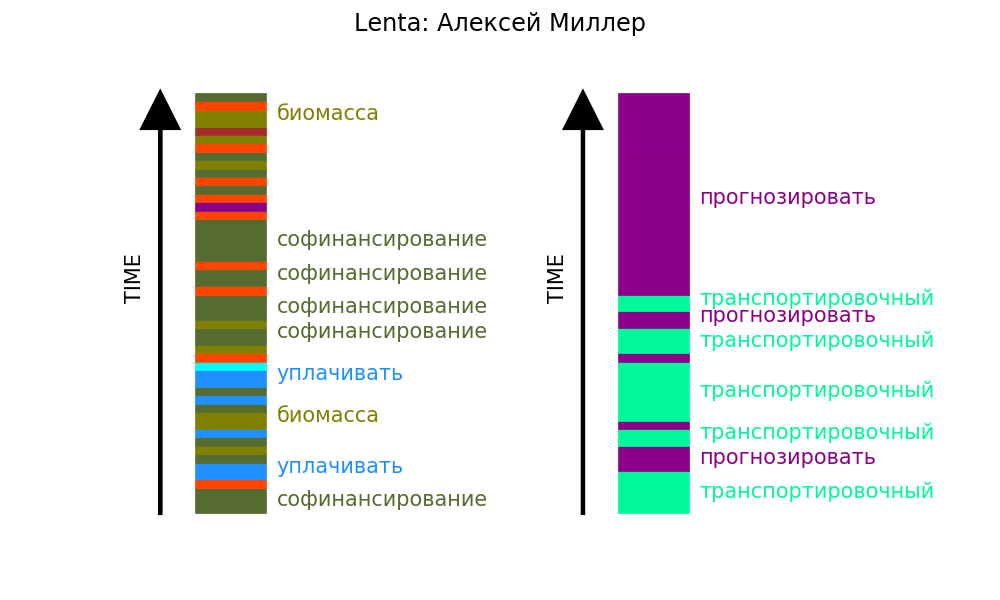 Lenta: Алексей Миллер
TIME
биомасса
софинансирование
софинансирование
софинансирование
софинансирование
уплачивать
биомасса
уплачивать
софинансирование
TIME
прогнозировать
транспортировочный
прогнозировать
транспортировочный
транспортировочный
транспортировочный
прогнозировать
транспортировочный